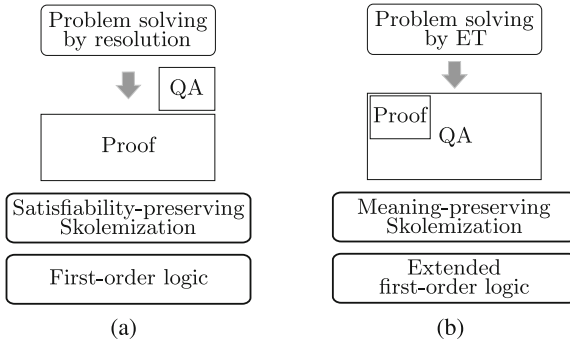 Problem solving
by resolution
QA
Proof
Satisfiability-preserving
Skolemization
First-order logic
(a)
Problem solving
by ET
Proof
QA
Meaning-preserving
Skolemization
Extended
first-order logic
(b)